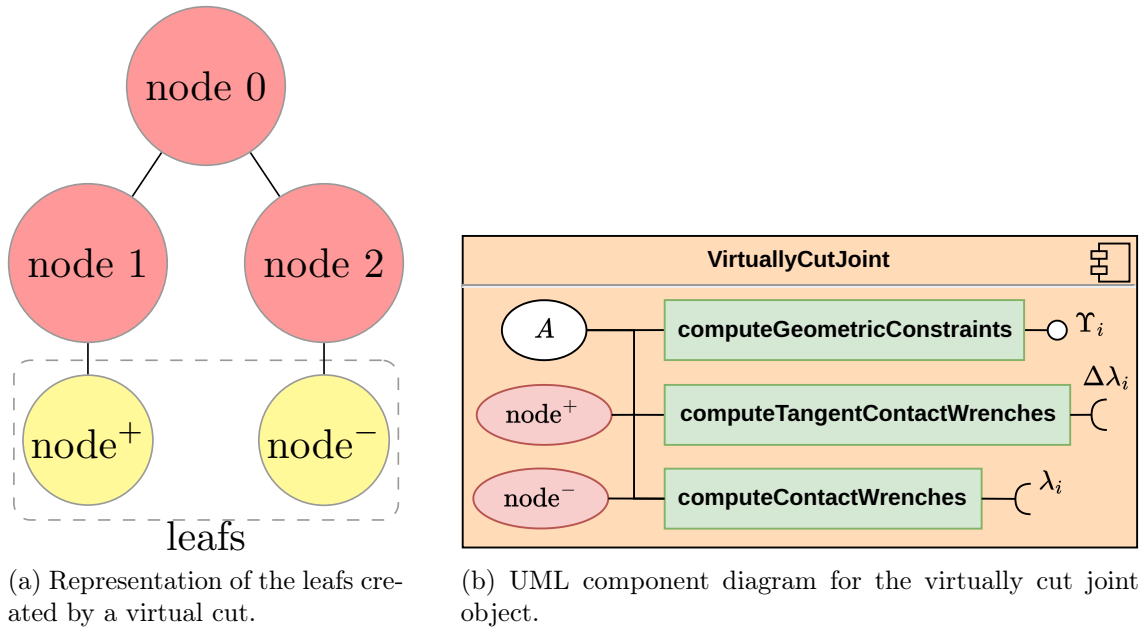 node 0
node 1
node 2
node⁺
node⁻
leafs
(a) Representation of the leafs cre-
ated by a virtual cut.
VirtuallyCutJoint
A
computeGeometricConstraints
ϒᵢ
node⁺
computeTangentContactWrenches
Δλᵢ
node⁻
computeContactWrenches
λᵢ
(b) UML component diagram for the virtually cut joint
object.